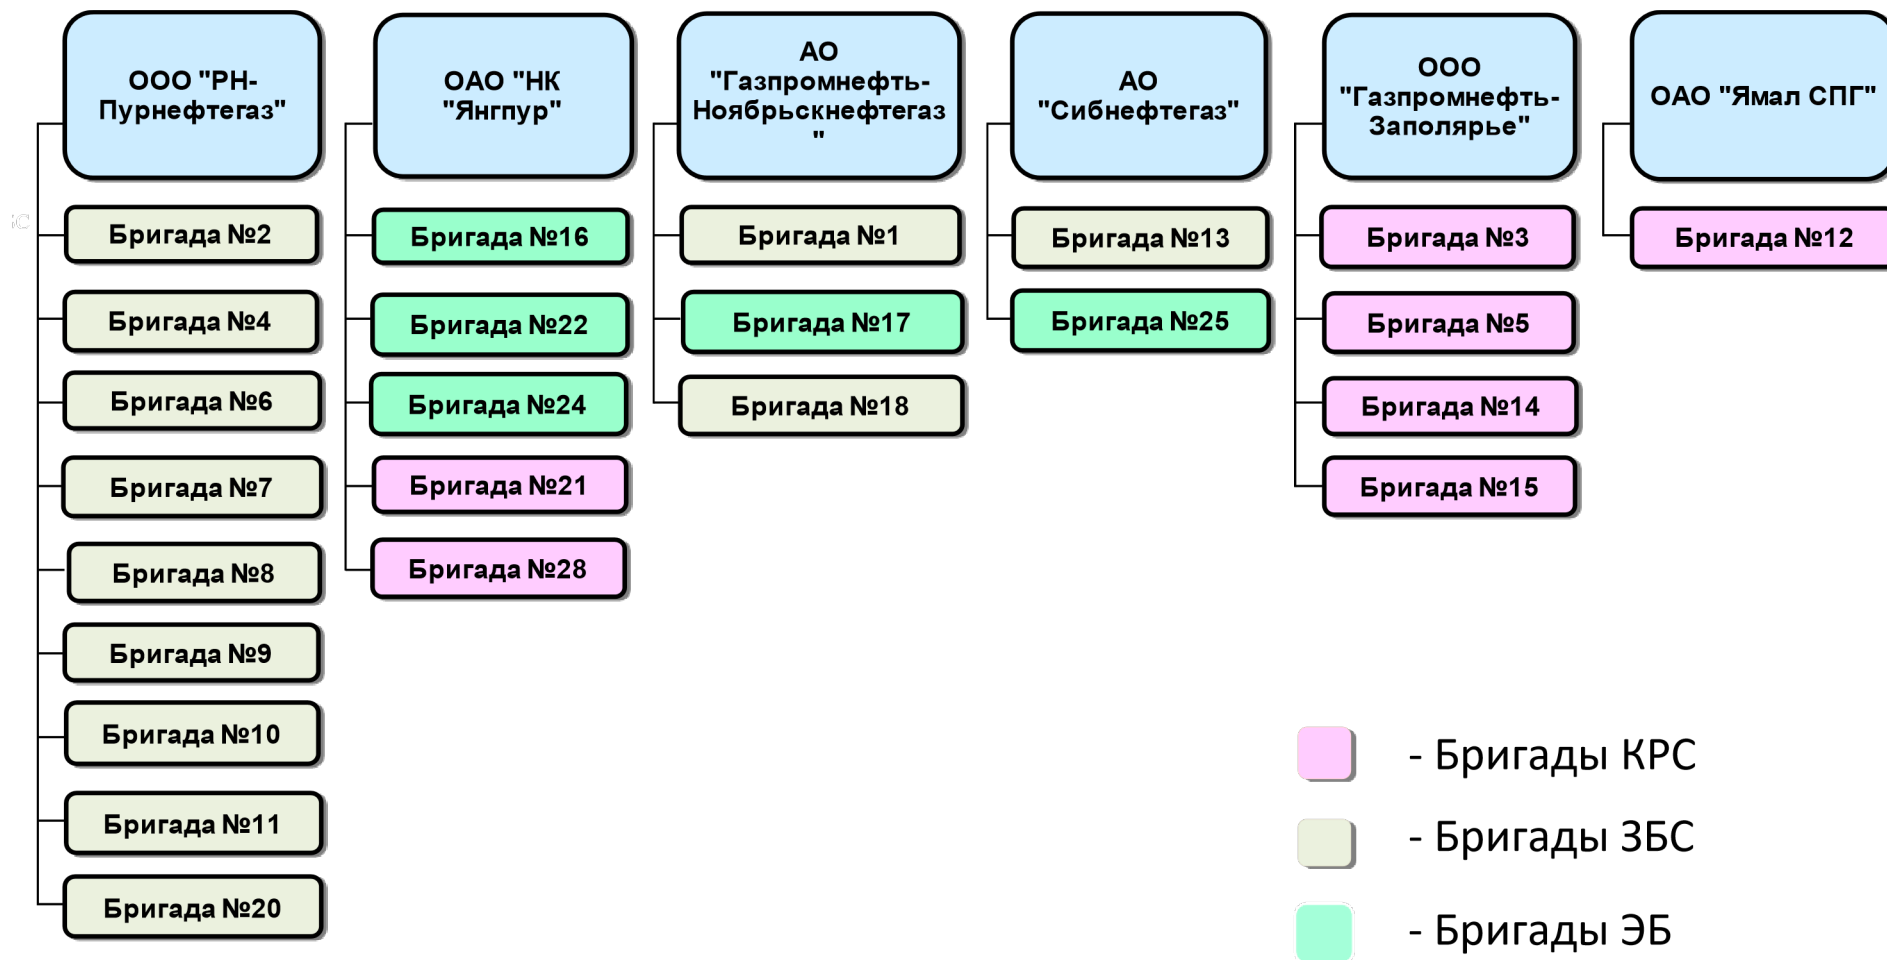 ООО "РН-
Пурнефтегаз"
Бригада №2
Бригада №4
Бригада №6
Бригада №7
Бригада №8
Бригада №9
Бригада №10
Бригада №11
Бригада №20
ОАО "НК
"Янгпур"
Бригада №16
Бригада №22
Бригада №24
Бригада №21
Бригада №28
АО
"Газпромнефть-
Ноябрьскнефтегаз
"
Бригада №1
Бригада №17
Бригада №18
АО
"Сибнефтегаз"
Бригада №13
Бригада №25
ООО
"Газпромнефть-
Заполярье"
Бригада №3
Бригада №5
Бригада №14
Бригада №15
ОАО "Ямал СПГ"
Бригада №12
- Бригады КРС
- Бригады ЗБС
- Бригады ЭБ